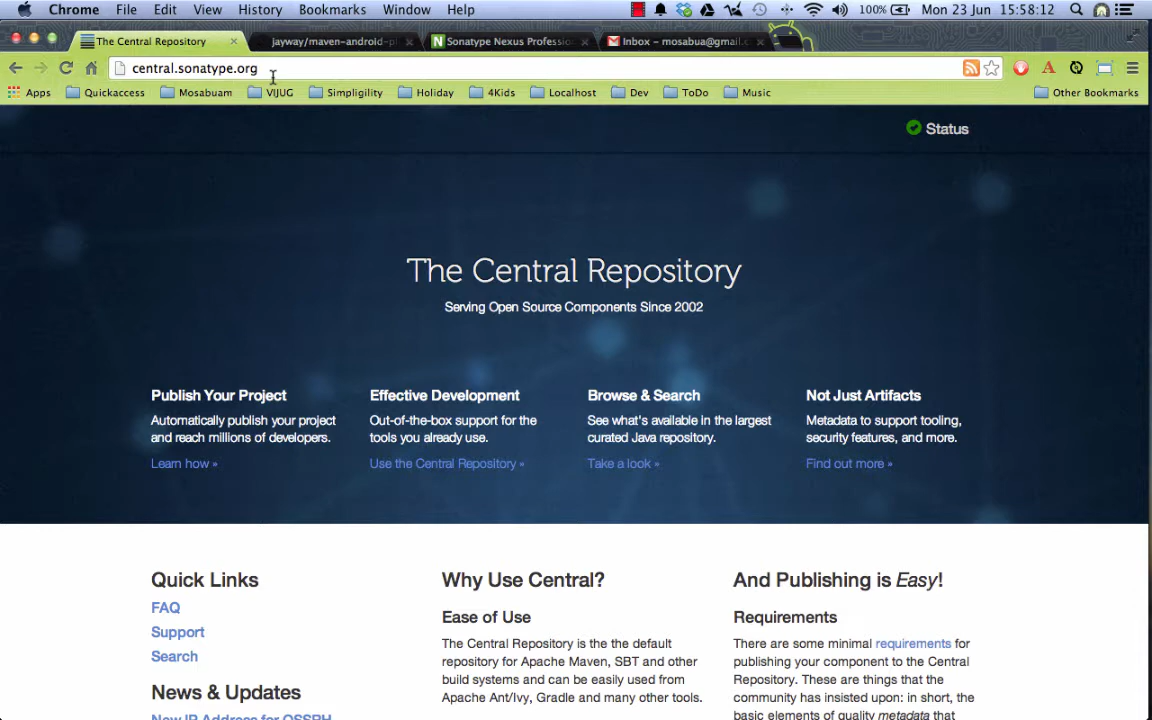 Chrome File Edit View History Bookmarks Window Help 100% Mon 23 Jun 15:58:12
The Central Repository jayway/maven-android-pl Sonatype Nexus Profession Inbox – mosabua@gmail.c
central.sonatype.org
Apps Quickaccess Mosabuam VIJUG Simpligility Holiday 4Kids Localhost Dev ToDo Music Other Bookmarks
Status
The Central Repository
Serving Open Source Components Since 2002
Publish Your Project
Automatically publish your project
and reach millions of developers.
Learn how »
Effective Development
Out-of-the-box support for the
tools you already use.
Use the Central Repository »
Browse & Search
See what's available in the largest
curated Java repository.
Take a look »
Not Just Artifacts
Metadata to support tooling,
security features, and more.
Find out more »
Quick Links
FAQ
Support
Search
News & Updates
New IP Address for OSSRH
Why Use Central?
Ease of Use
The Central Repository is the the default
repository for Apache Maven, SBT and other
build systems and can be easily used from
Apache Ant/Ivy, Gradle and many other tools.
And Publishing is Easy!
Requirements
There are some minimal requirements for
publishing your component to the Central
Repository. These are things that the
community has insisted upon: in short, the
basic elements of quality metadata that